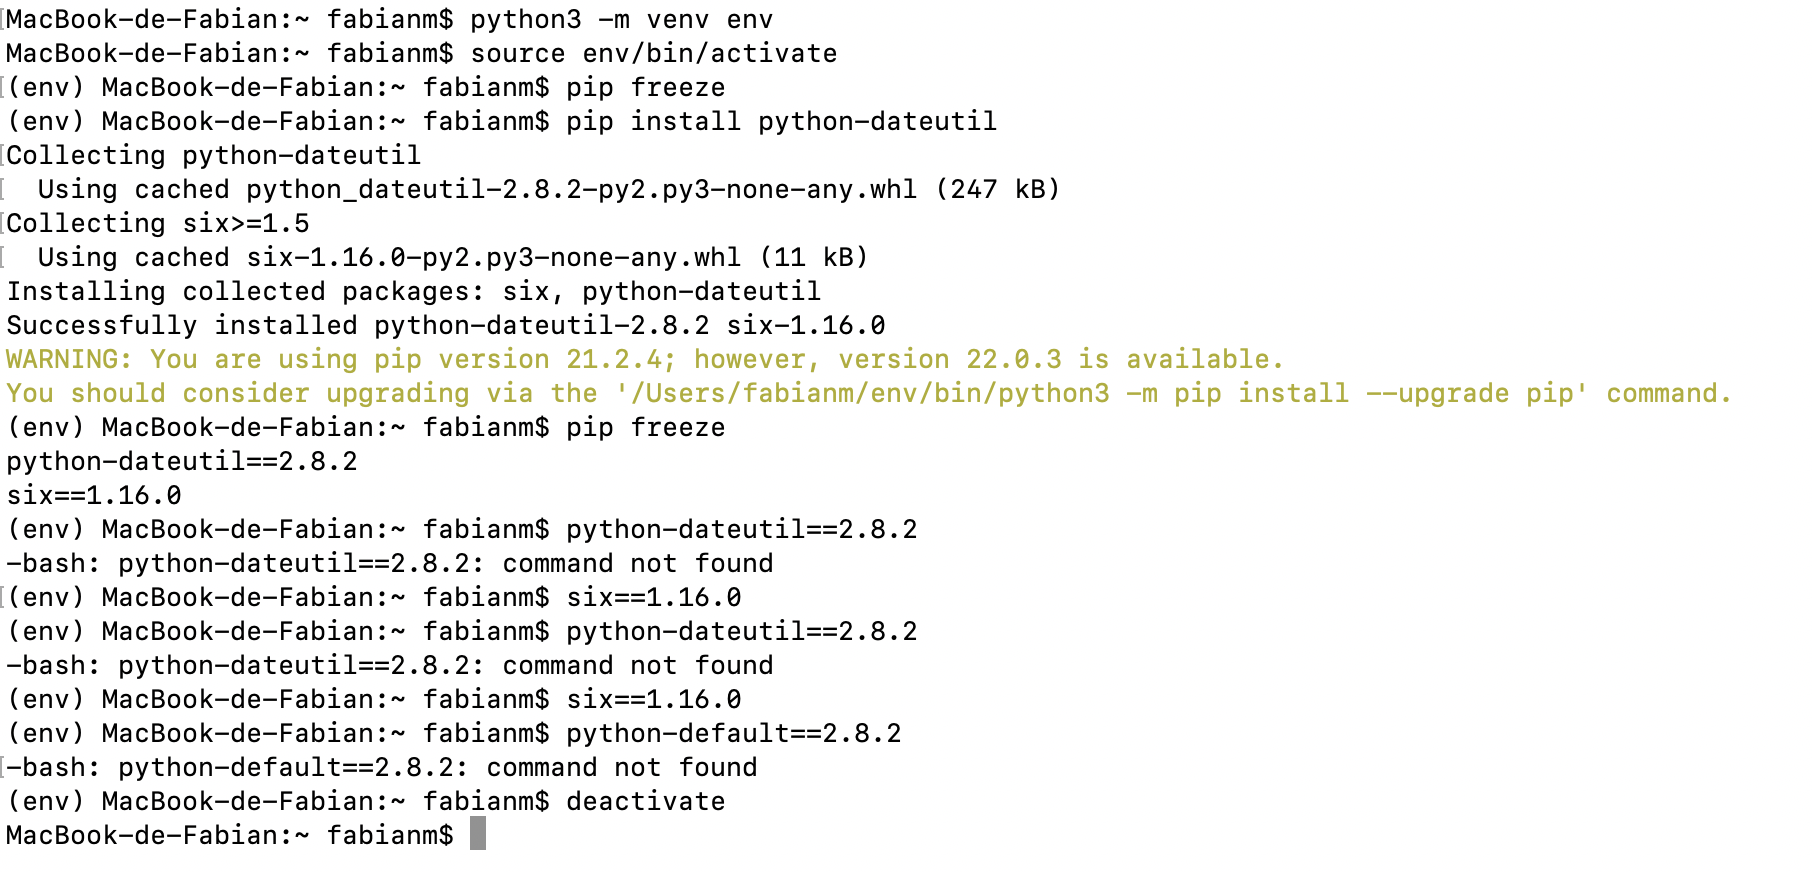 MacBook-de-Fabian:~ fabianm$ python3 -m venv env
MacBook-de-Fabian:~ fabianm$ source env/bin/activate
(env) MacBook-de-Fabian:~ fabianm$ pip freeze
(env) MacBook-de-Fabian:~ fabianm$ pip install python-dateutil
Collecting python-dateutil
  Using cached python_dateutil-2.8.2-py2.py3-none-any.whl (247 kB)
Collecting six>=1.5
  Using cached six-1.16.0-py2.py3-none-any.whl (11 kB)
Installing collected packages: six, python-dateutil
Successfully installed python-dateutil-2.8.2 six-1.16.0
WARNING: You are using pip version 21.2.4; however, version 22.0.3 is available.
You should consider upgrading via the '/Users/fabianm/env/bin/python3 -m pip install --upgrade pip' command.
(env) MacBook-de-Fabian:~ fabianm$ pip freeze
python-dateutil==2.8.2
six==1.16.0
(env) MacBook-de-Fabian:~ fabianm$ python-dateutil==2.8.2
-bash: python-dateutil==2.8.2: command not found
(env) MacBook-de-Fabian:~ fabianm$ six==1.16.0
(env) MacBook-de-Fabian:~ fabianm$ python-dateutil==2.8.2
-bash: python-dateutil==2.8.2: command not found
(env) MacBook-de-Fabian:~ fabianm$ six==1.16.0
(env) MacBook-de-Fabian:~ fabianm$ python-default==2.8.2
-bash: python-default==2.8.2: command not found
(env) MacBook-de-Fabian:~ fabianm$ deactivate
MacBook-de-Fabian:~ fabianm$